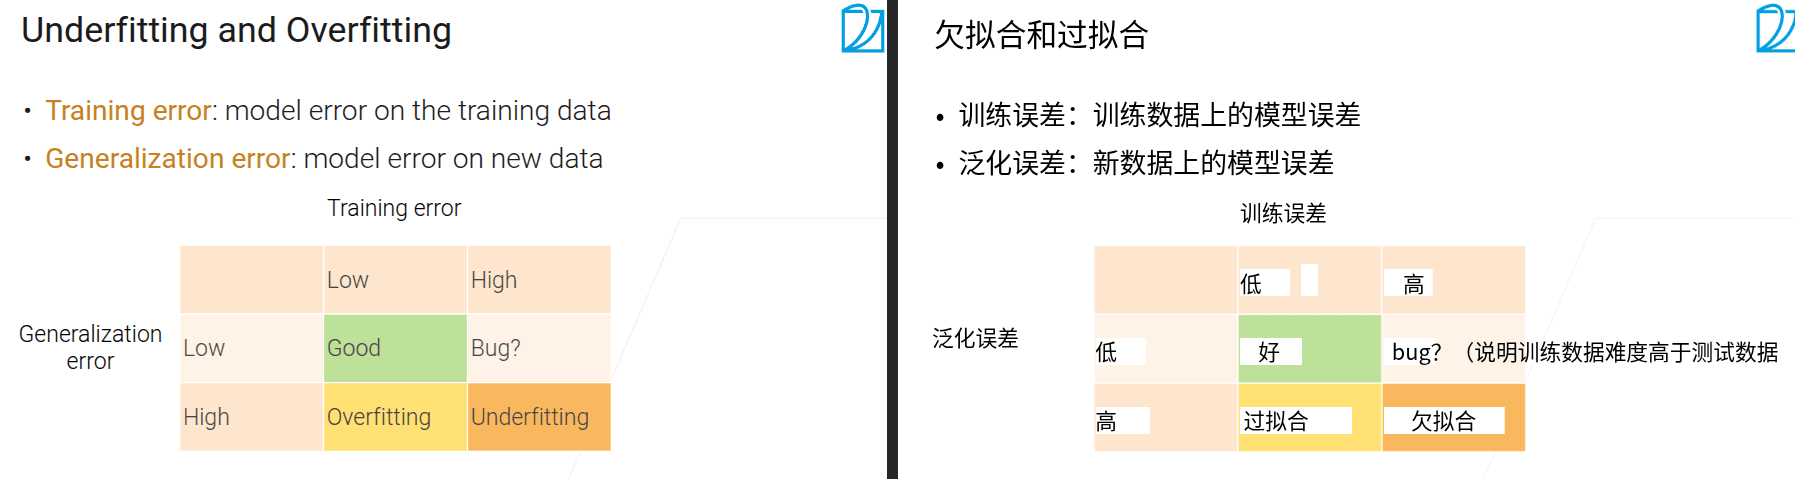 Underfitting and Overfitting
• Training error: model error on the training data
• Generalization error: model error on new data
Training error
Low
High
Generalization
error
Low
Good
Bug?
High
Overfitting
Underfitting
欠拟合和过拟合
• 训练误差：训练数据上的模型误差
• 泛化误差：新数据上的模型误差
训练误差
低
高
泛化误差
低
好
bug？（说明训练数据难度高于测试数据
高
过拟合
欠拟合